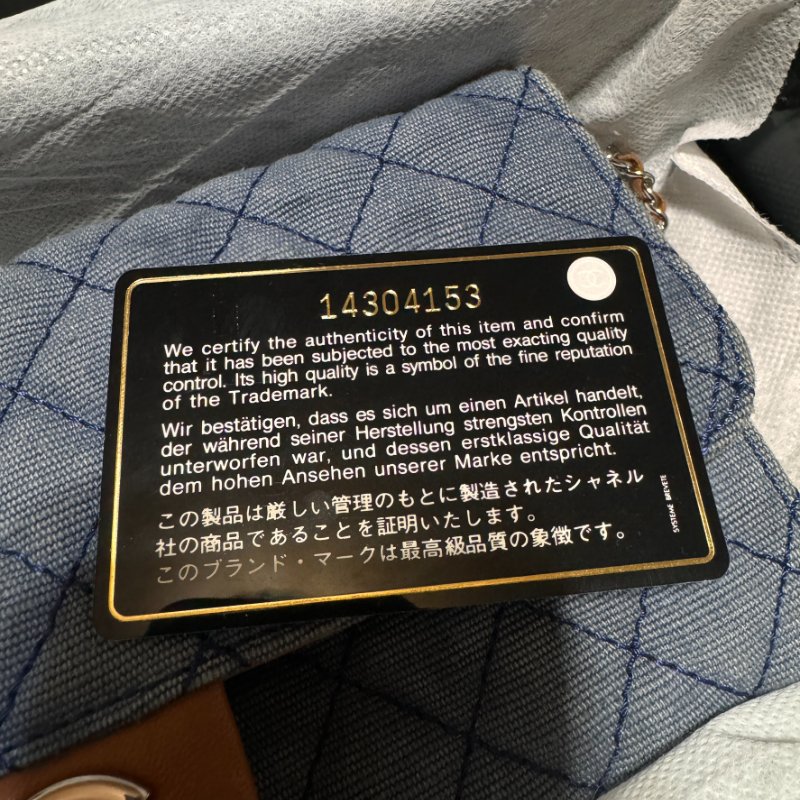 14304153
We certify the authenticity of this item and confirm
that it has been subjected to the most exacting quality
control. Its high quality is a symbol of the fine reputation
of the Trademark.
Wir bestätigen, dass es sich um einen Artikel handelt,
der während seiner Herstellung strengsten Kontrollen
unterworfen war, und dessen erstklassige Qualität
dem hohen Ansehen unserer Marke entspricht.
この製品は厳しい管理のもとに製造されたシャネル
社の商品であることを証明いたします。
このブランド・マークは最高級品質の象徴です。
SYSTEME BREVETE